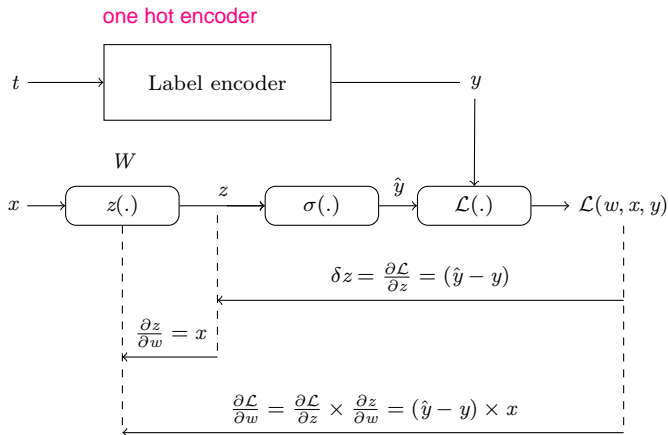 one hot encoder
t Label encoder y
W
x z(.) z σ(.) ŷ ℒ(.) ℒ(w, x, y)
δz = ∂ℒ/∂z = (ŷ − y)
∂z/∂w = x
∂ℒ/∂w = ∂ℒ/∂z × ∂z/∂w = (ŷ − y) × x